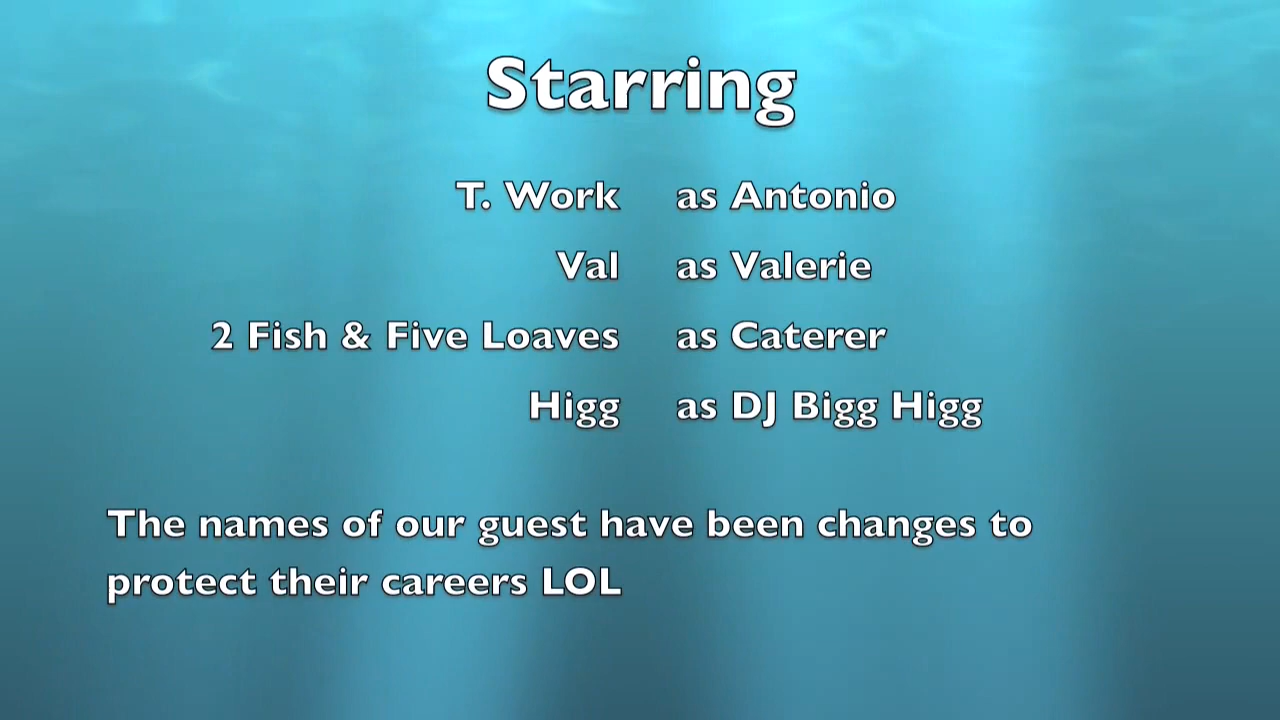 Starring
T. Work as Antonio
Val as Valerie
2 Fish & Five Loaves as Caterer
Higg as DJ Bigg Higg
The names of our guest have been changes to
protect their careers LOL